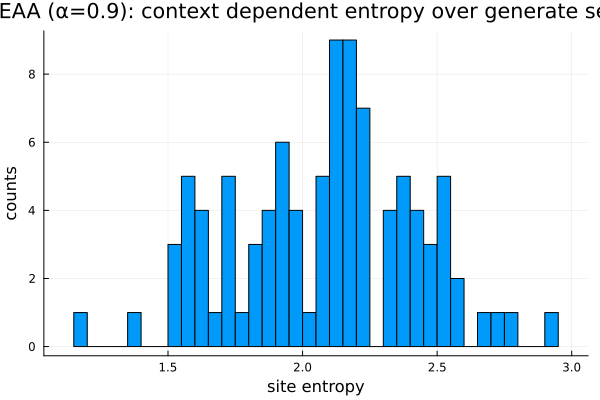 EAA (α=0.9): context dependent entropy over generate se
counts
8
6
4
2
0
1.5 2.0 2.5 3.0
site entropy